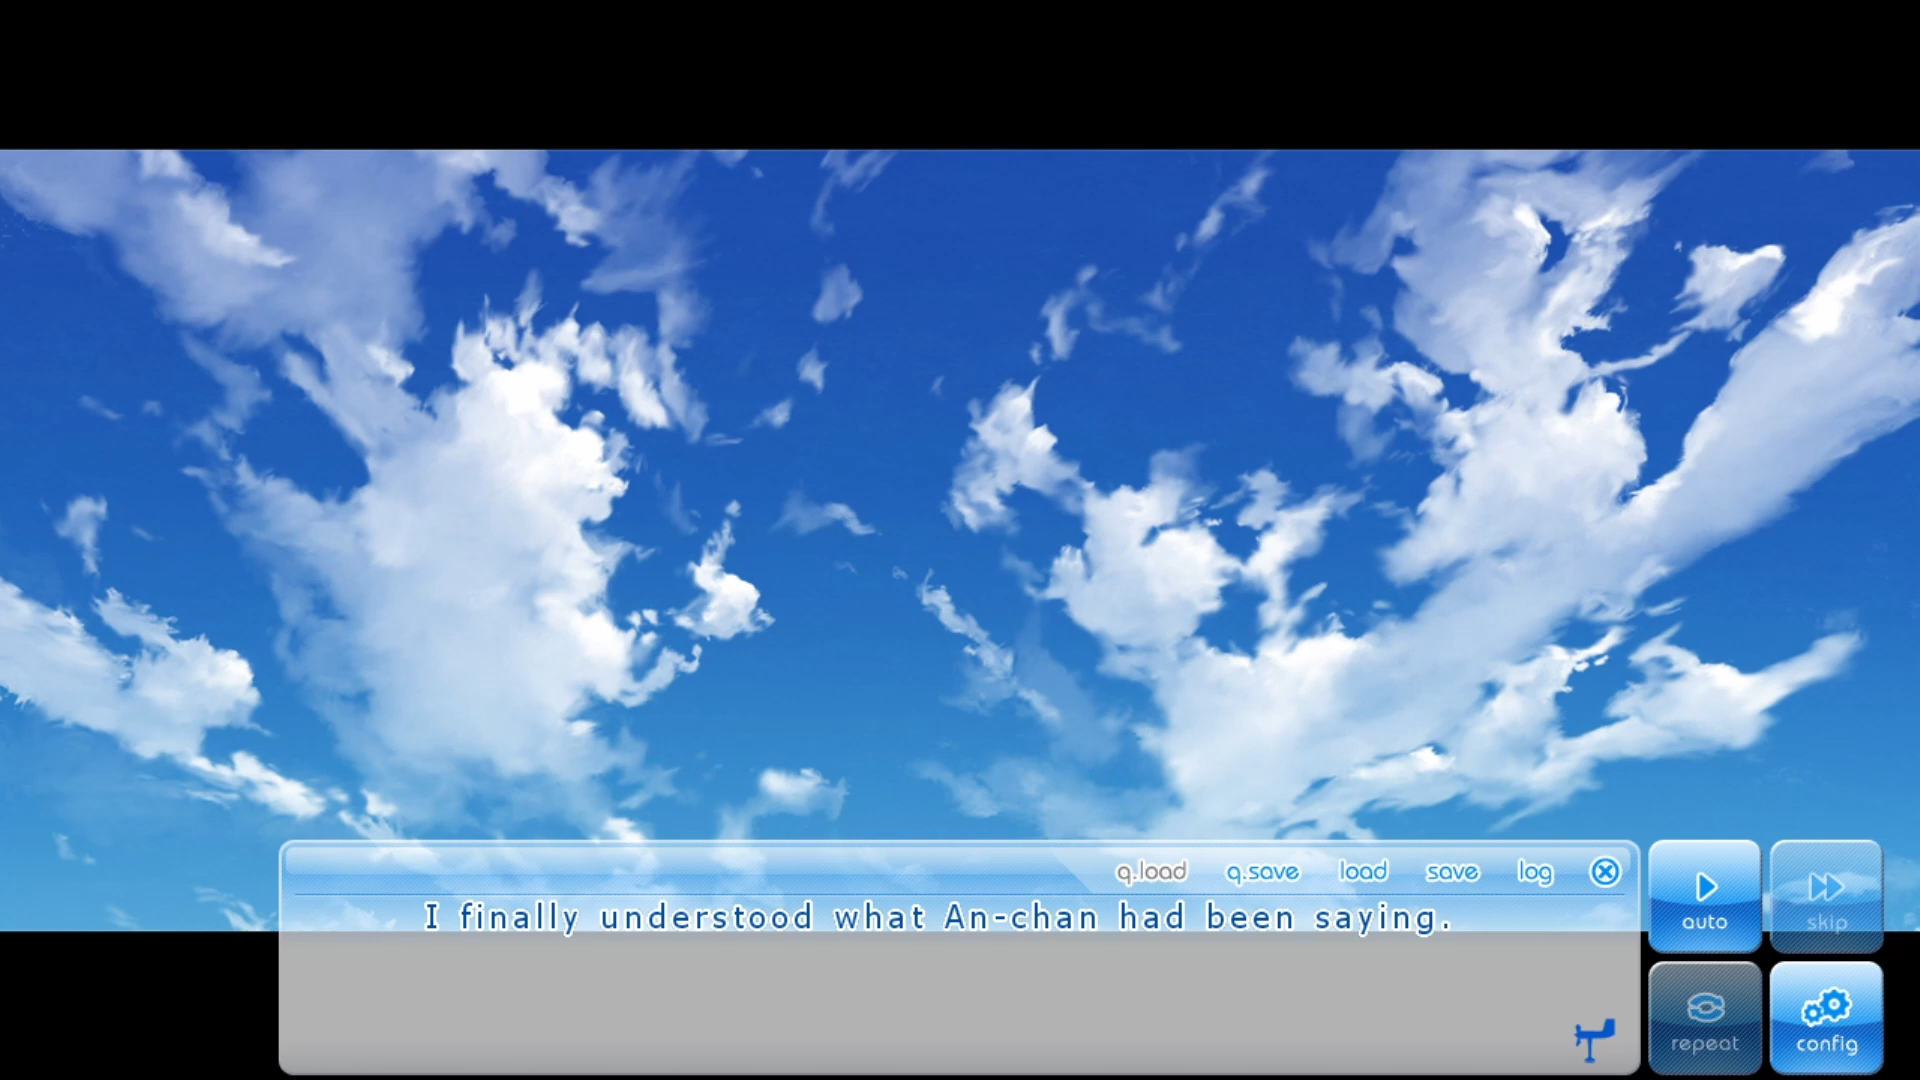 q.load q.save load save log
I finally understood what An-chan had been saying.
auto
skip
repeat
config